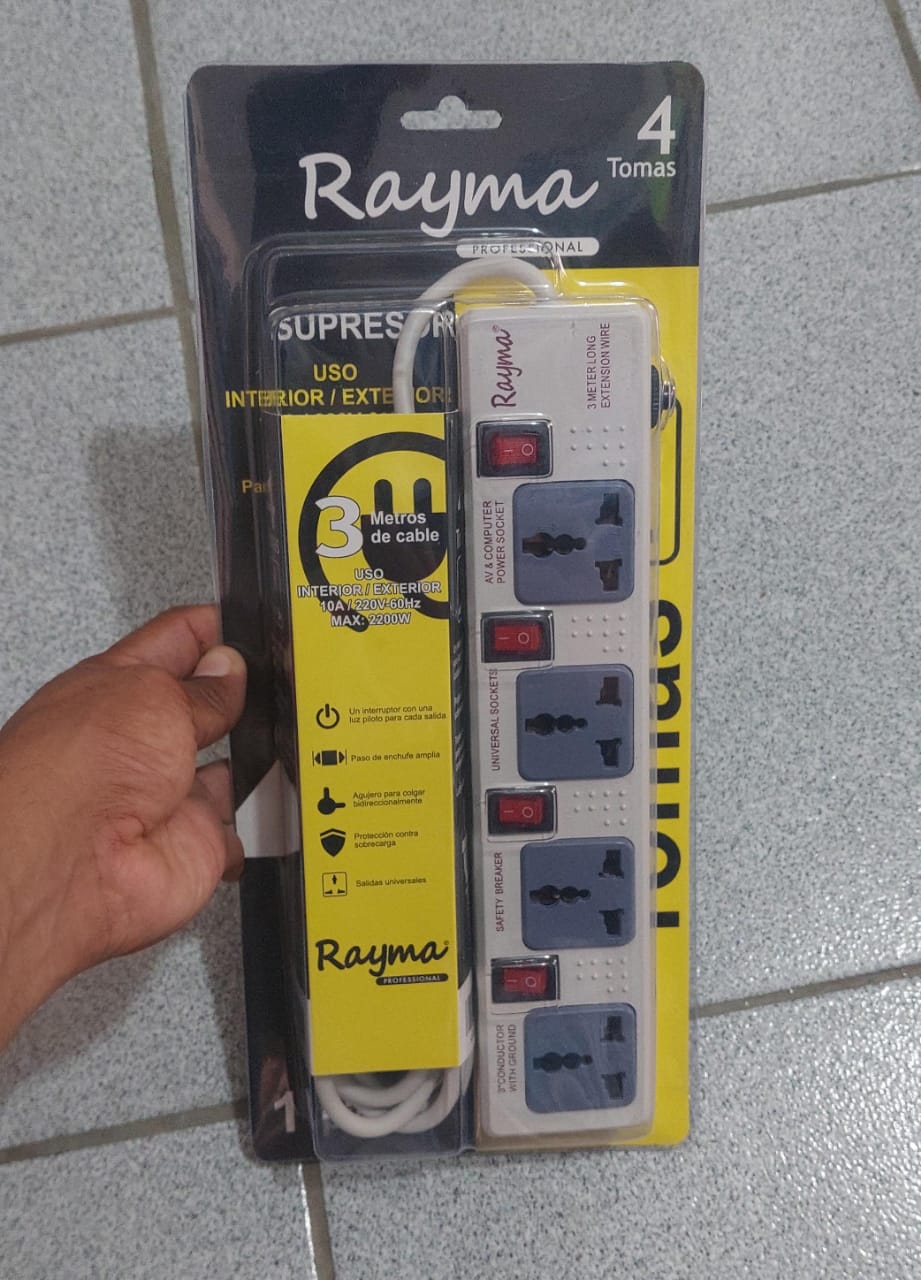 4
Tomas
Rayma
PROFESSIONAL
SUPRESOR
USO
INTERIOR / EXTERIOR
3 Metros
de cable
USO
INTERIOR / EXTERIOR
10A / 220V-60Hz
MAX: 2200W
Un interruptor con una
luz piloto para cada salida
Paso de enchufe amplia
Agujero para colgar
bidireccionalmente
Protección contra
sobrecarga
Salidas universales
Rayma®
PROFESSIONAL
1
Rayma®
3 METER LONG
EXTENSION WIRE
AV & COMPUTER
POWER SOCKET
UNIVERSAL SOCKETS
SAFETY BREAKER
3"CONDUCTOR
WITH GROUND
Tomas